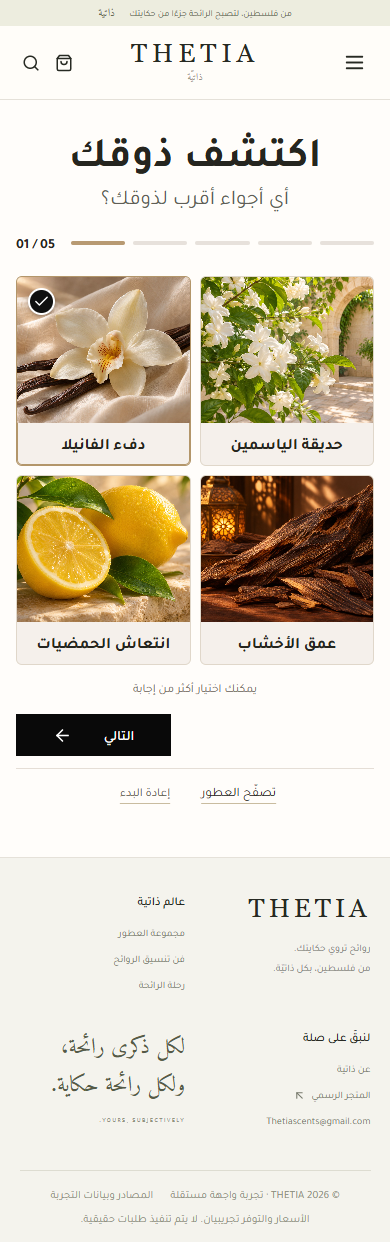 من فلسطين، لتصبح الرائحة جزءًا من حكايتك ذاتيّة
THETIA
ذاتيّة
اكتشف ذوقك
أي أجواء أقرب لذوقك؟
01 / 05
حديقة الياسمين
دفء الفانيلا
عمق الأخشاب
انتعاش الحمضيات
يمكنك اختيار أكثر من إجابة
التالي
تصفّح العطور
إعادة البدء
THETIA
روائح تروي حكايتك.
من فلسطين، بكل ذاتيّة.
عالم ذاتية
مجموعة العطور
فن تنسيق الروائح
رحلة الرائحة
لنبقَ على صلة
عن ذاتية
المتجر الرسمي
Thetiascents@gmail.com
لكل ذكرى رائحة،
ولكل رائحة حكاية.
YOURS, SUBJECTIVELY.
© 2026 THETIA · تجربة واجهة مستقلة
المصادر وبيانات التجربة
الأسعار والتوفر تجريبيان. لا يتم تنفيذ طلبات حقيقية.